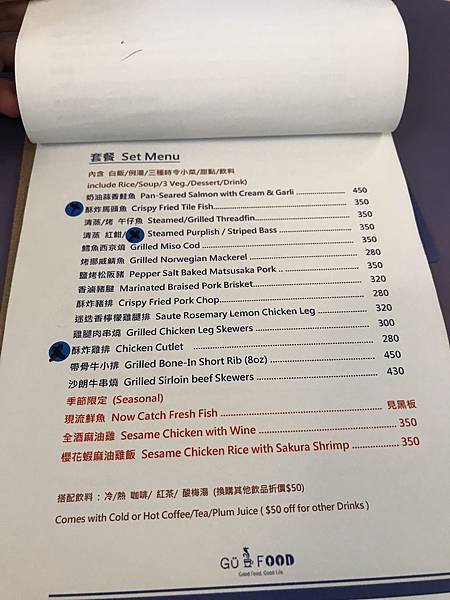 套餐 Set Menu
內含 白飯/例湯/三種時令小菜/甜點/飲料
include Rice/Soup/3 Veg./Dessert/Drink)
奶油蒜香鮭魚 Pan-Seared Salmon with Cream & Garli ........ 450
酥炸馬頭魚 Crispy Fried Tile Fish........ 350
清蒸/烤 午仔魚 Steamed/Grilled Threadfin........ 350
清蒸 紅魽/ Steamed Purplish / Striped Bass ........ 350
鱈魚西京燒 Grilled Miso Cod ........ 350
烤挪威鯖魚 Grilled Norwegian Mackerel ........ 280
鹽烤松阪豬 Pepper Salt Baked Matsusaka Pork .. ........ 350
香滷豬腱 Marinated Braised Pork Brisket........ 320
酥炸豬排 Crispy Fried Pork Chop........ 280
迷迭香檸檬雞腿排 Saute Rosemary Lemon Chicken Leg ........ 320
雞腿肉串燒 Grilled Chicken Leg Skewers ........ 300
酥炸雞排 Chicken Cutlet ........ 280
帶骨牛小排 Grilled Bone-In Short Rib (8oz) ........ 450
沙朗牛串燒 Grilled Sirloin beef Skewers ........ 430
季節限定 (Seasonal)
現流鮮魚 Now Catch Fresh Fish ........ 見黑板
全酒麻油雞 Sesame Chicken with Wine ........ 350
櫻花蝦麻油雞飯 Sesame Chicken Rice with Sakura Shrimp ........ 350
搭配飲料 : 冷/熱 咖啡/ 紅茶/ 酸梅湯 (換購其他飲品折價$50)
Comes with Cold or Hot Coffee/Tea/Plum Juice ( $50 off for other Drinks )
GÜ FOOD
Good Food, Good Life.